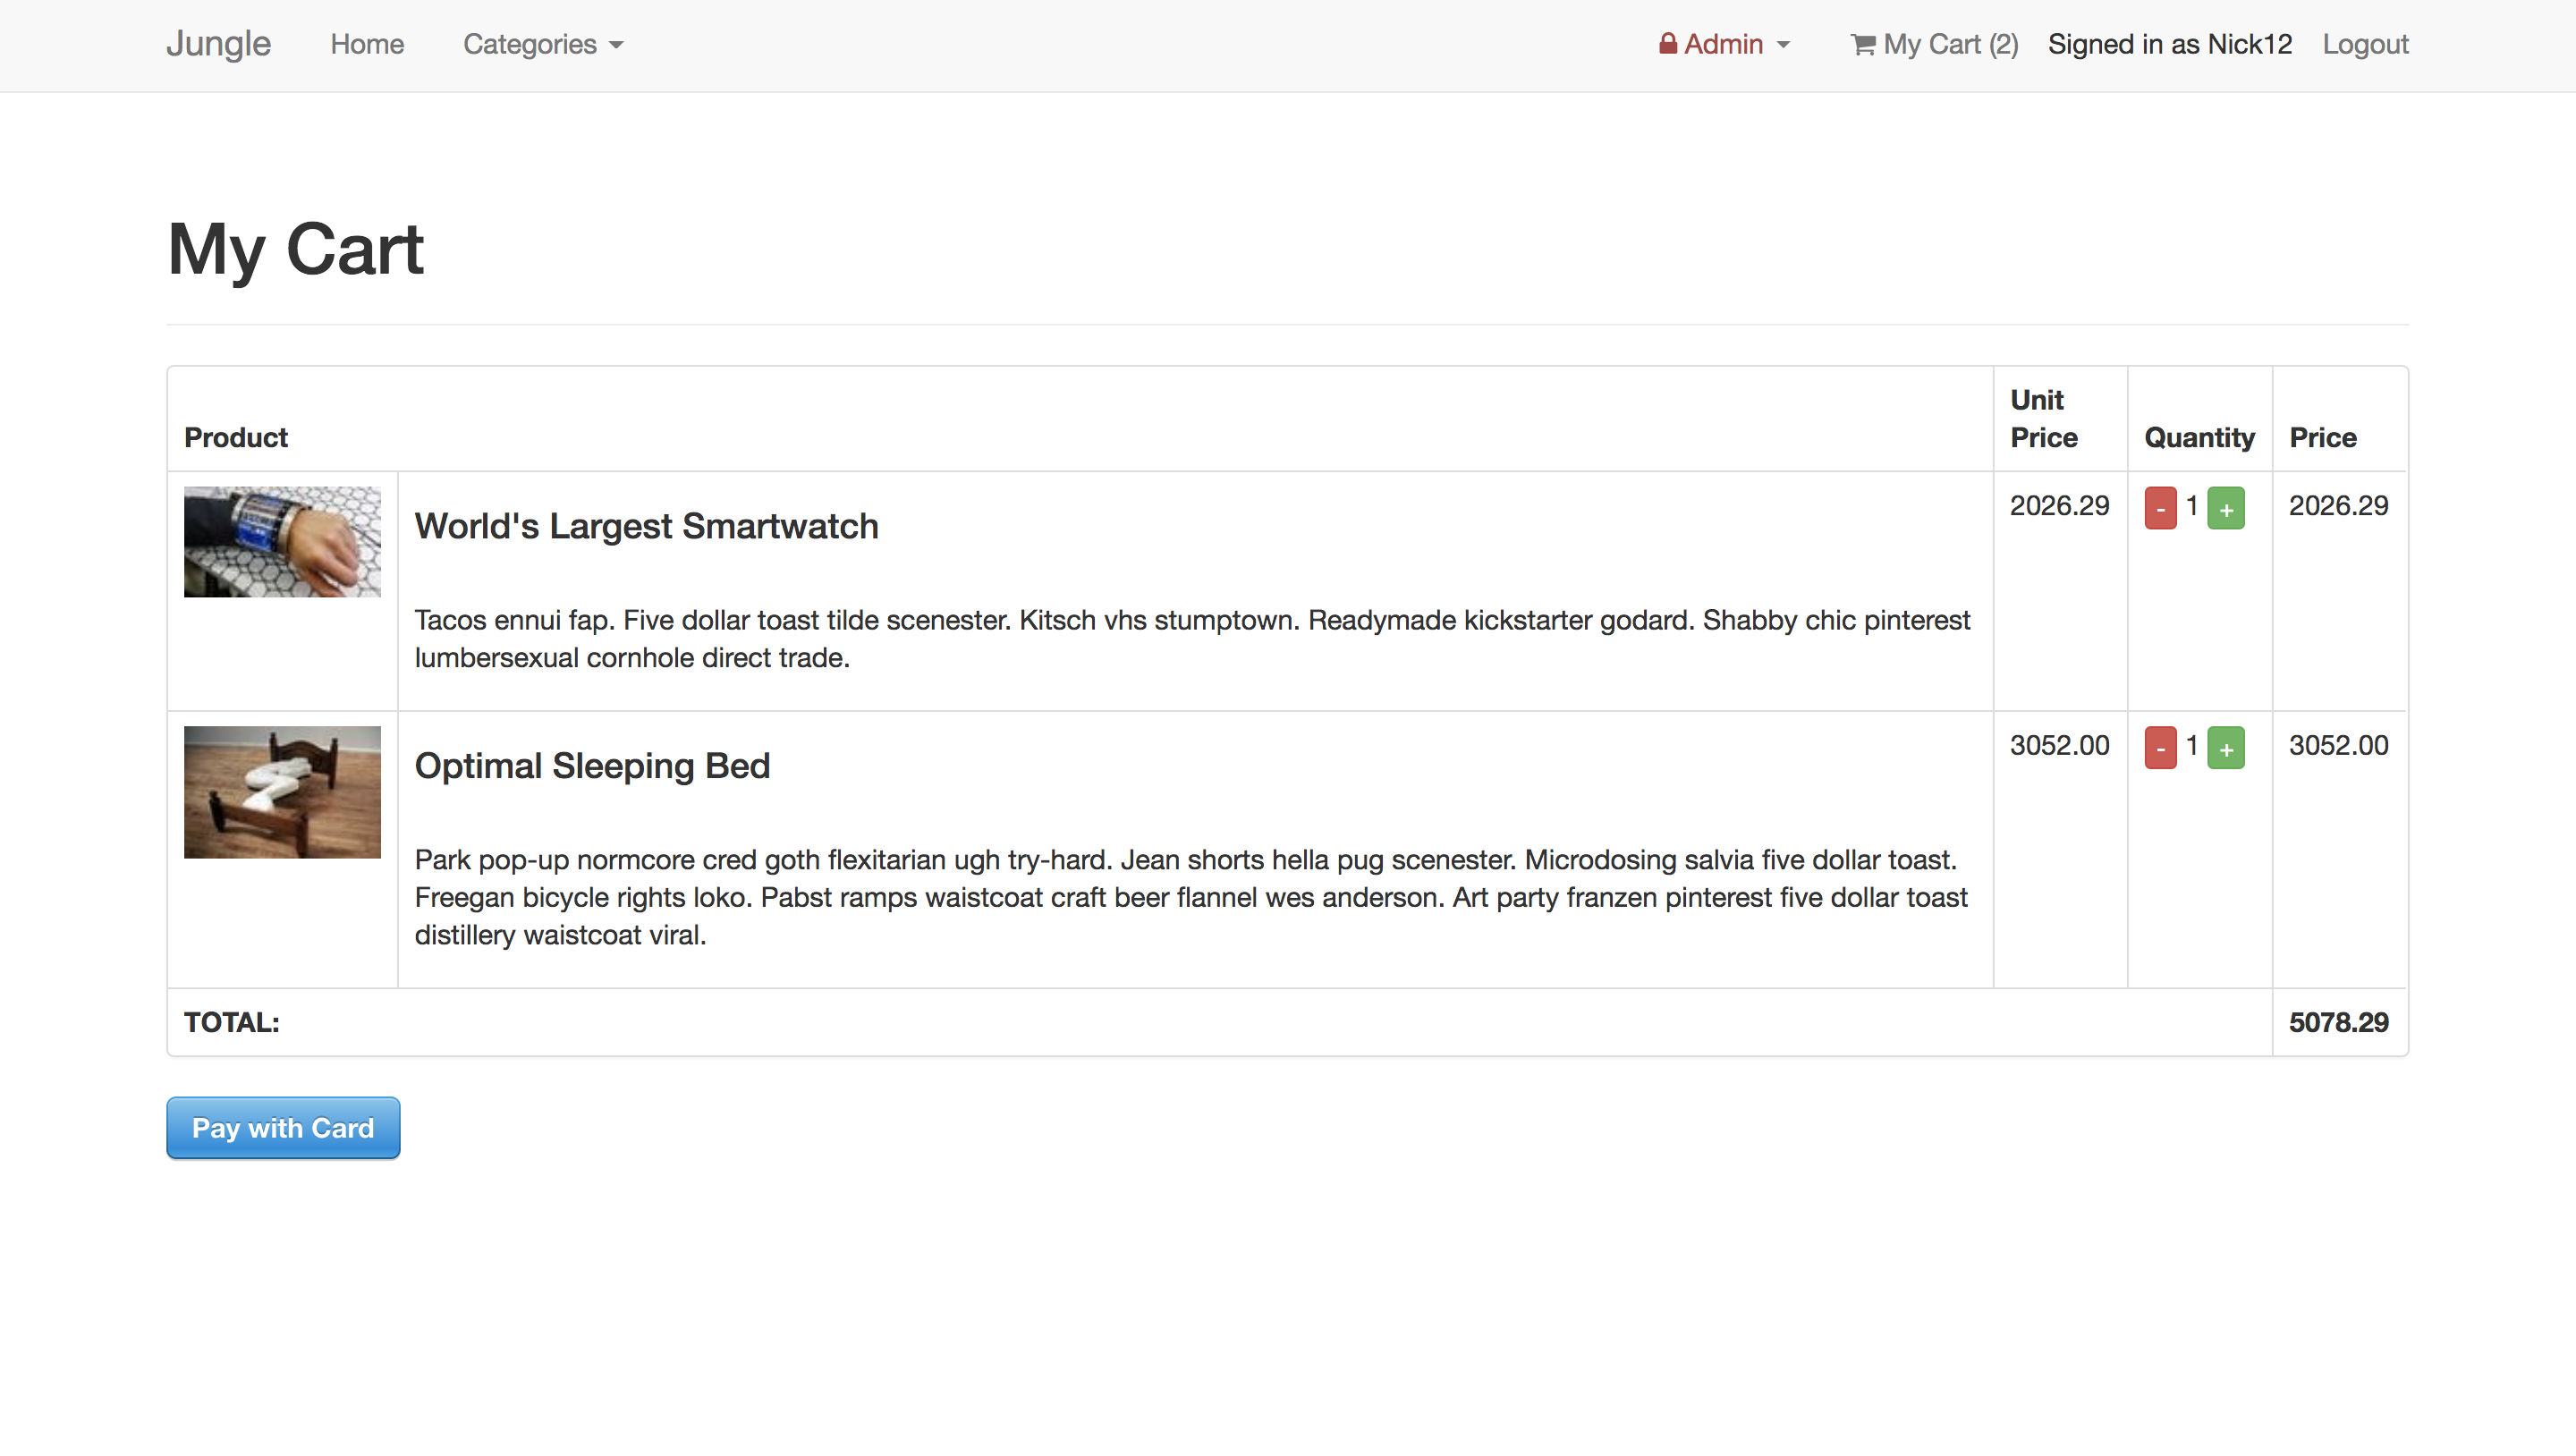 Jungle Home Categories Admin My Cart (2) Signed in as Nick12 Logout
My Cart
Product Unit Price Quantity Price
World's Largest Smartwatch 2026.29 - 1 + 2026.29
Tacos ennui fap. Five dollar toast tilde scenester. Kitsch vhs stumptown. Readymade kickstarter godard. Shabby chic pinterest
lumbersexual cornhole direct trade.
Optimal Sleeping Bed 3052.00 - 1 + 3052.00
Park pop-up normcore cred goth flexitarian ugh try-hard. Jean shorts hella pug scenester. Microdosing salvia five dollar toast.
Freegan bicycle rights loko. Pabst ramps waistcoat craft beer flannel wes anderson. Art party franzen pinterest five dollar toast
distillery waistcoat viral.
TOTAL: 5078.29
Pay with Card